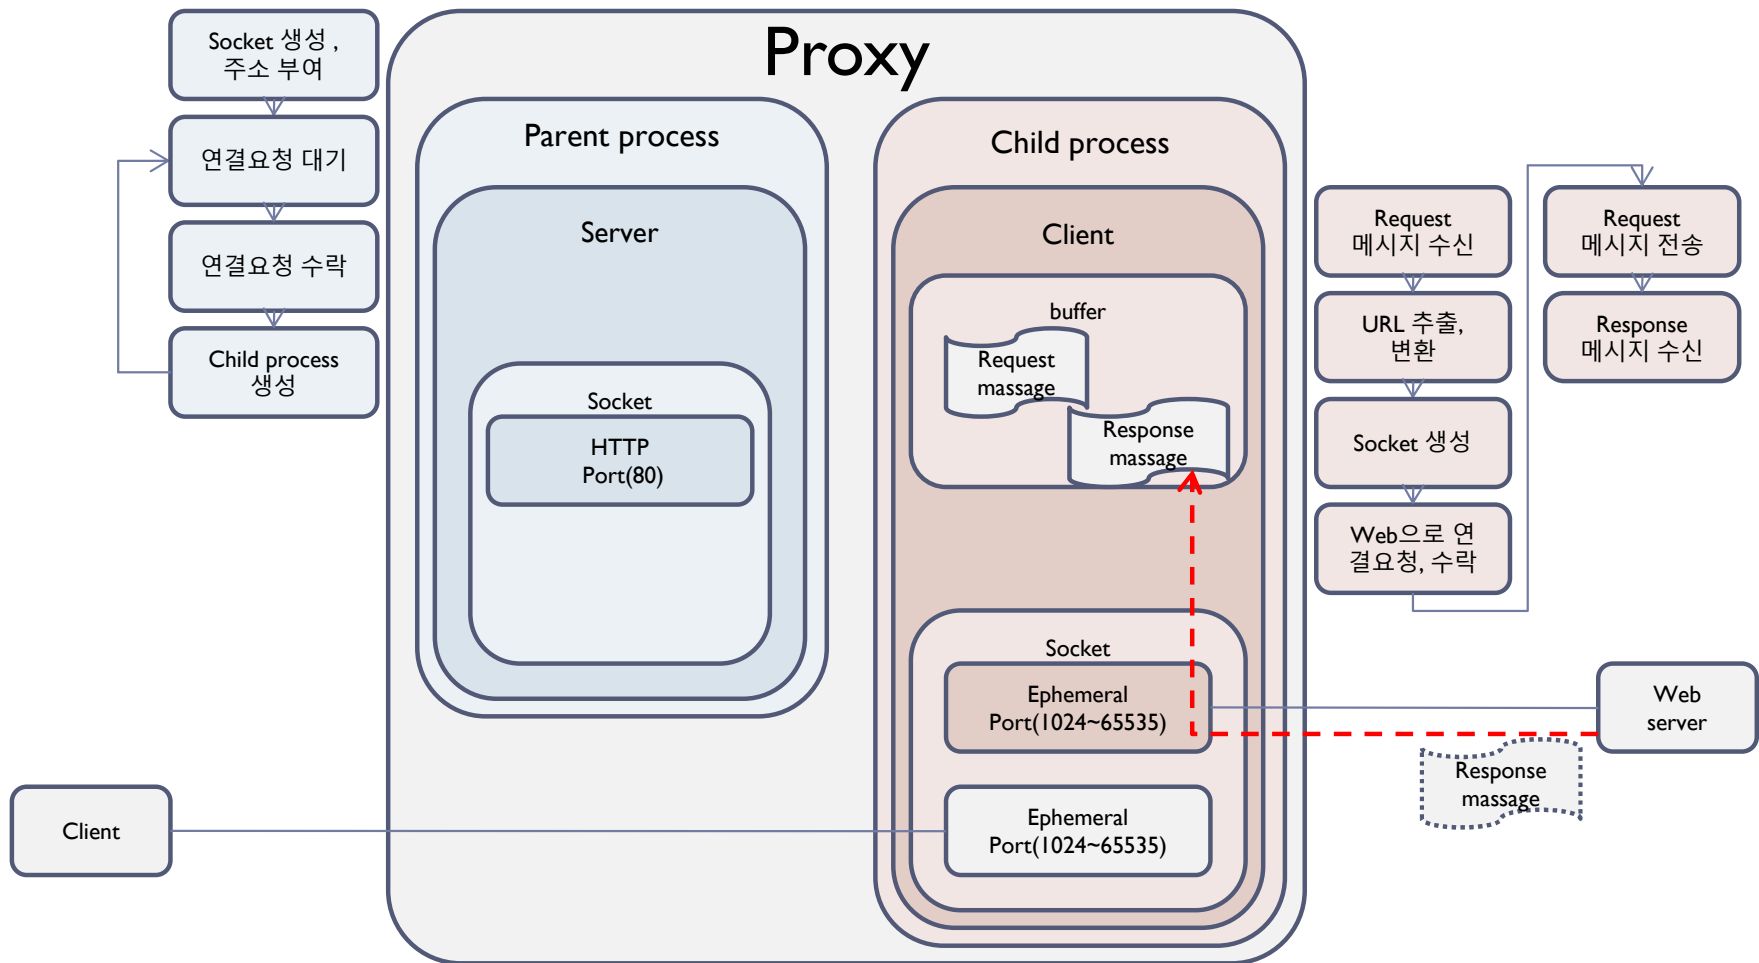 Proxy
Socket 생성 ,
주소 부여
연결요청 대기
연결요청 수락
Child process
생성
Parent process
Server
Socket
HTTP
Port(80)
Child process
Client
buffer
Request
massage
Response
massage
Socket
Ephemeral
Port(1024~65535)
Ephemeral
Port(1024~65535)
Request
메시지 수신
URL 추출,
변환
Socket 생성
Web으로 연
결요청, 수락
Request
메시지 전송
Response
메시지 수신
Web
server
Response
massage
Client